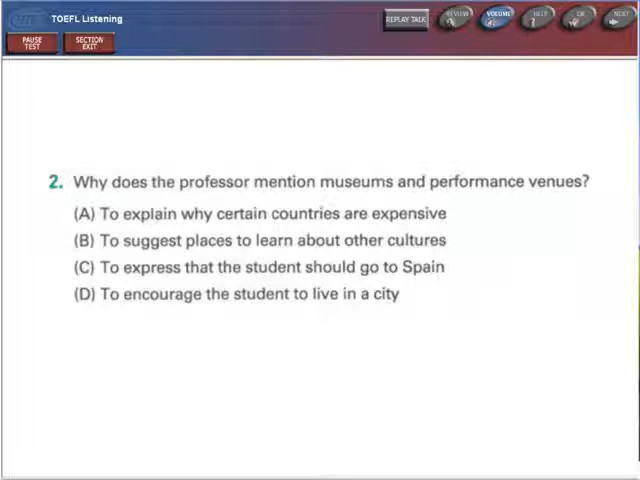 TOEFL Listening
REPLAY TALK
REVIEW
VOLUME
HELP
OK
NEXT
PAUSE TEST
SECTION EXIT
2. Why does the professor mention museums and performance venues?
(A) To explain why certain countries are expensive
(B) To suggest places to learn about other cultures
(C) To express that the student should go to Spain
(D) To encourage the student to live in a city